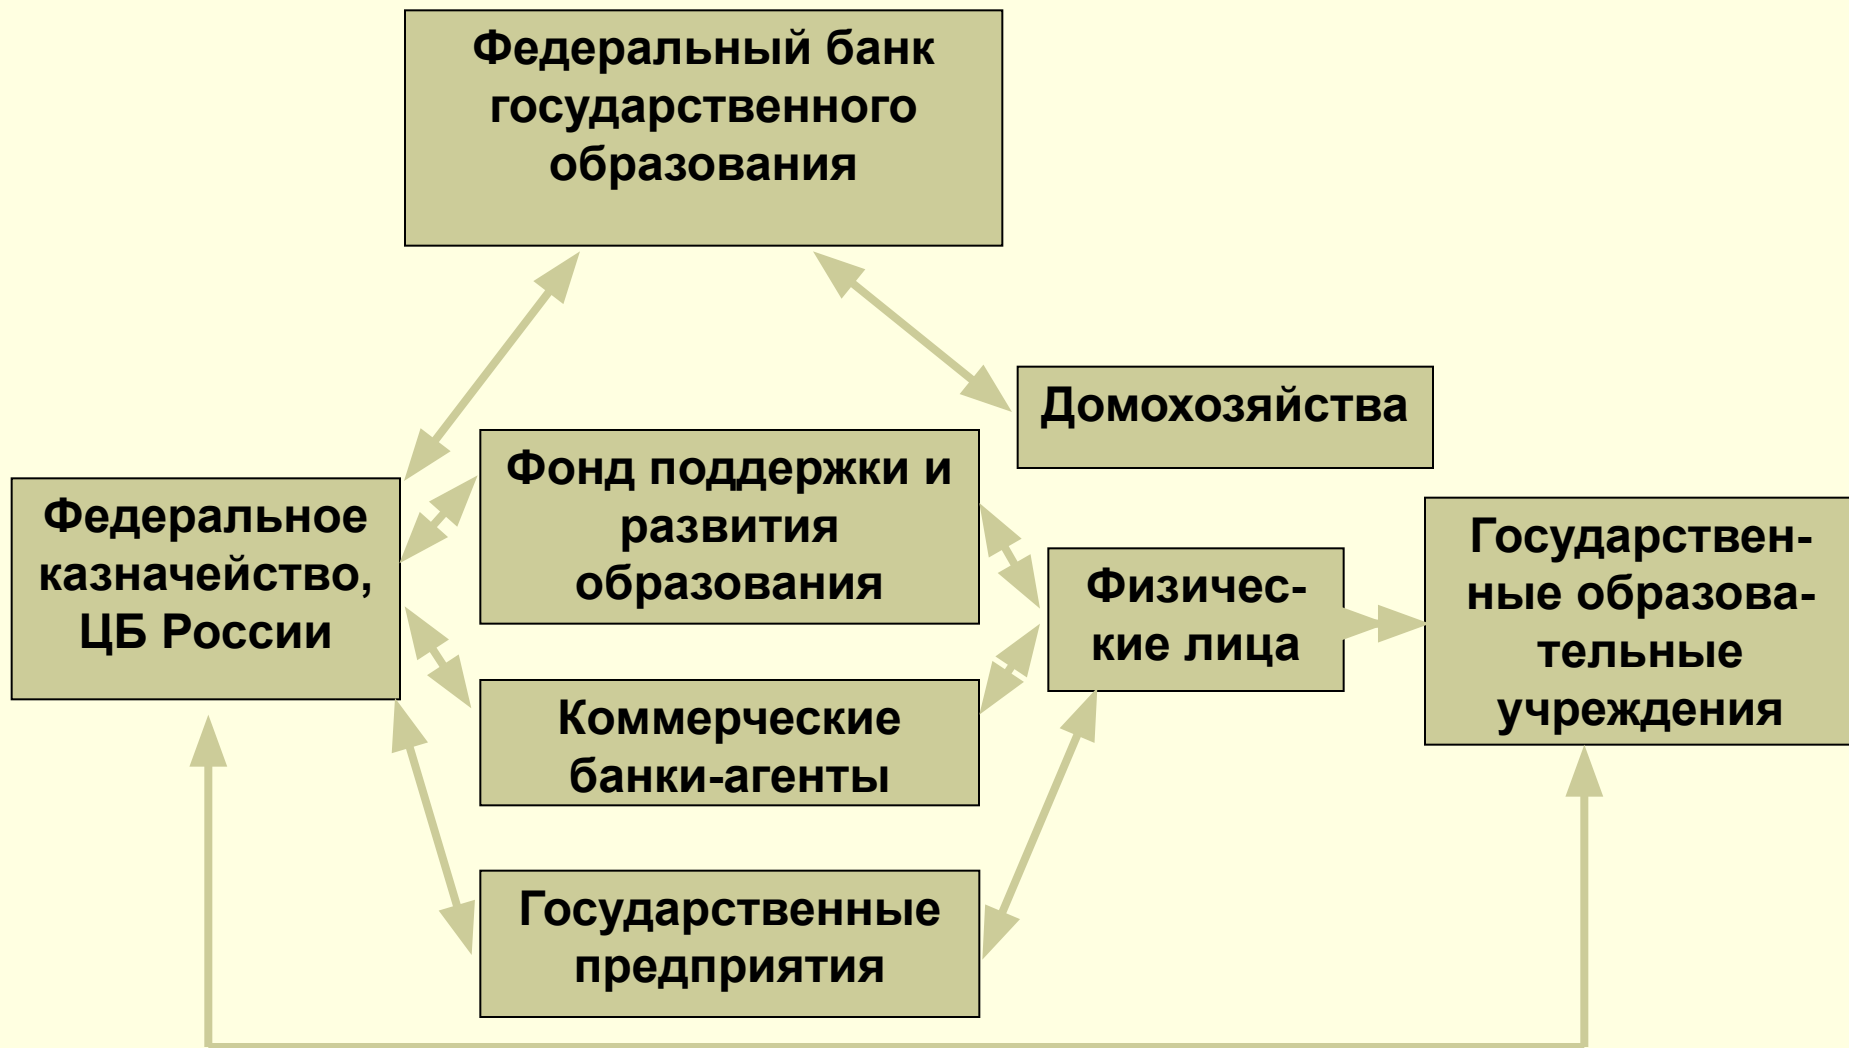 Федеральный банк
государственного
образования
Домохозяйства
Фонд поддержки и
развития
образования
Федеральное
казначейство,
ЦБ России
Физичес-
кие лица
Государствен-
ные образова-
тельные
учреждения
Коммерческие
банки-агенты
Государственные
предприятия